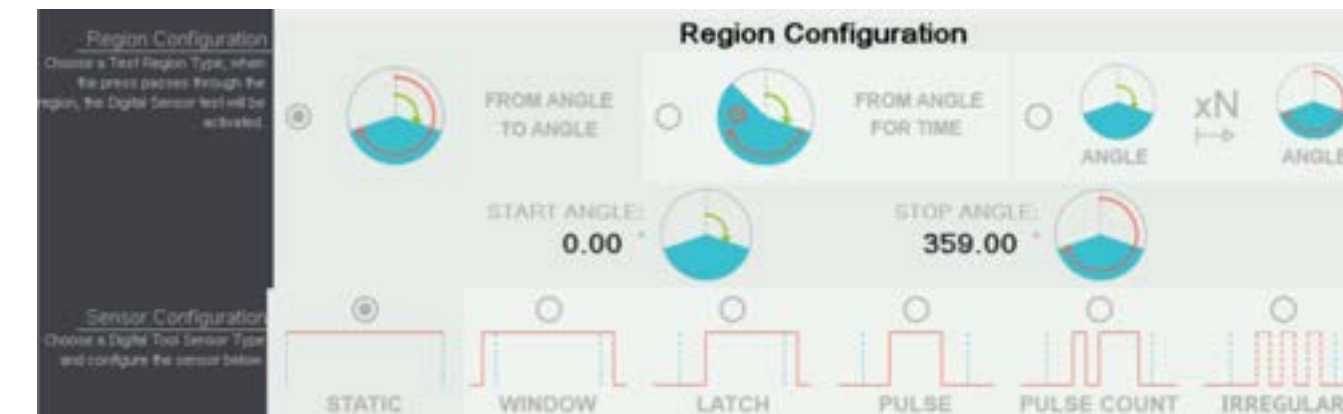 Region Configuration
Region Configuration
Choose a Test Region Type, when
the press passes through the
region, the Digital Sensor test will be
activated.
FROM ANGLE
TO ANGLE
FROM ANGLE
FOR TIME
ANGLE
xN
ANGLE
START ANGLE:
0.00 °
STOP ANGLE:
359.00 °
Sensor Configuration
Choose a Digital Tool Sensor Type
and configure the sensor below.
STATIC
WINDOW
LATCH
PULSE
PULSE COUNT
IRREGULAR